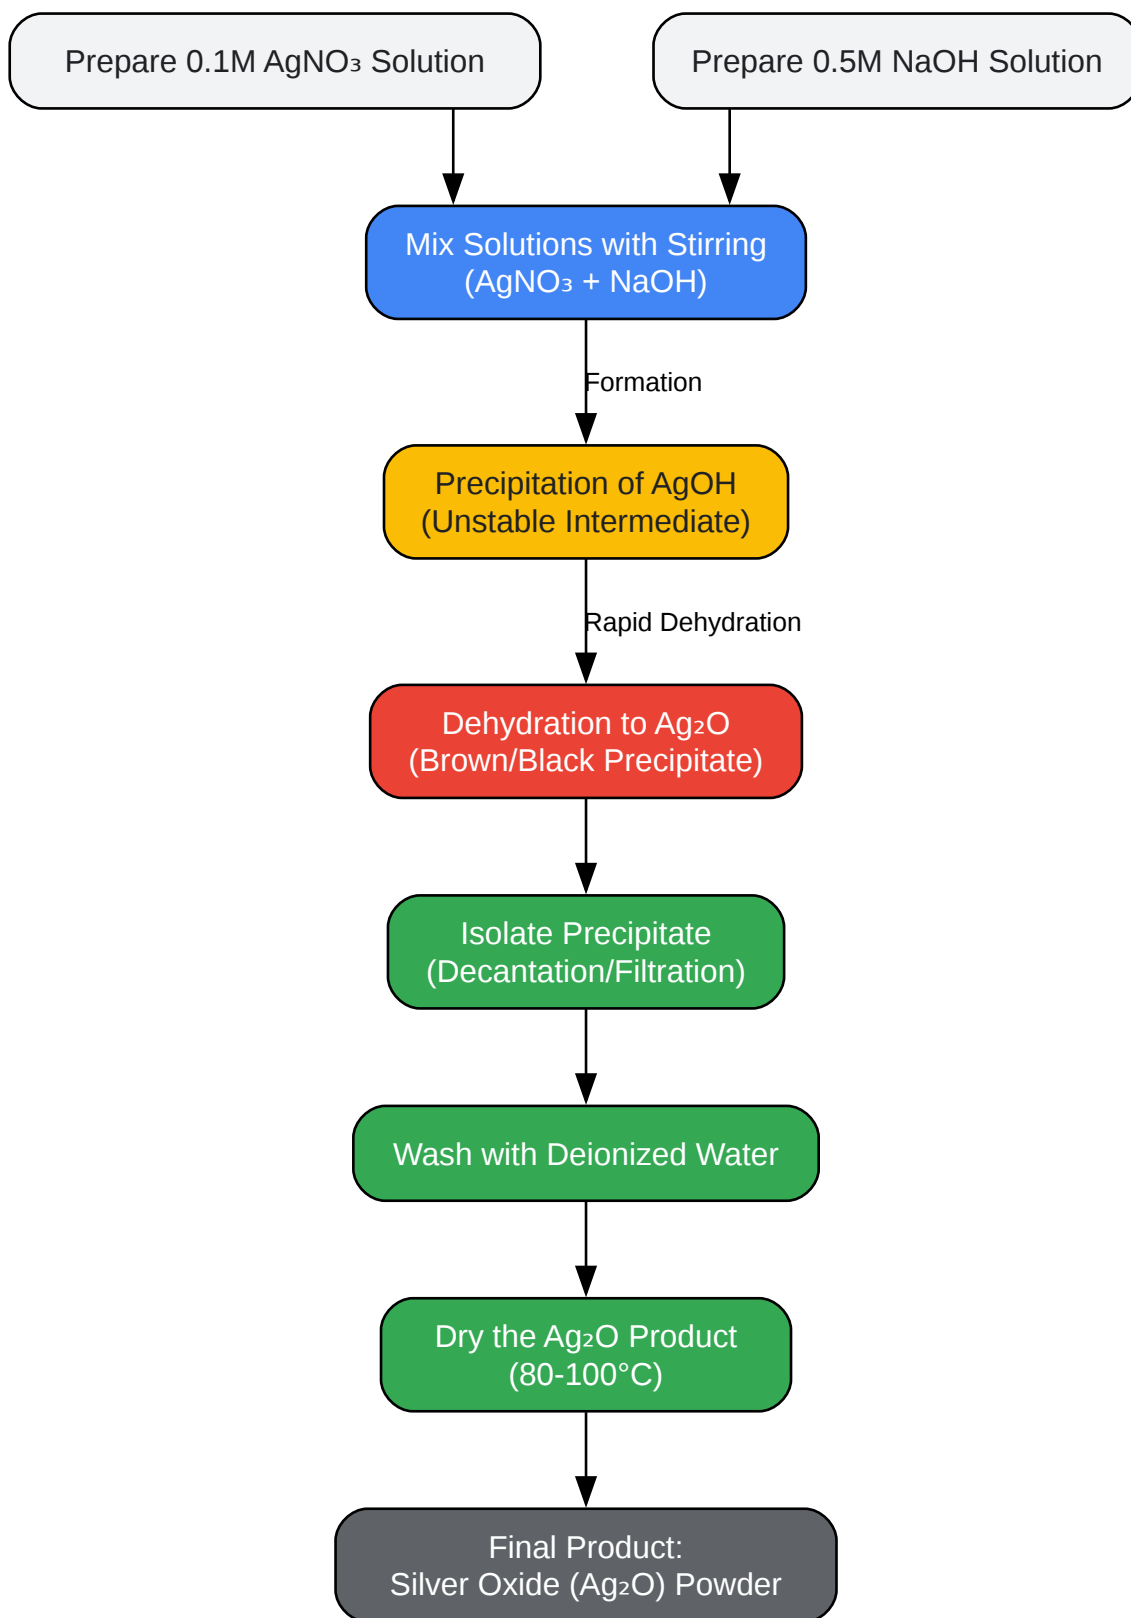 Prepare 0.1M AgNO₃ Solution
Prepare 0.5M NaOH Solution
Mix Solutions with Stirring
(AgNO₃ + NaOH)
Formation
Precipitation of AgOH
(Unstable Intermediate)
Rapid Dehydration
Dehydration to Ag₂O
(Brown/Black Precipitate)
Isolate Precipitate
(Decantation/Filtration)
Wash with Deionized Water
Dry the Ag₂O Product
(80-100°C)
Final Product:
Silver Oxide (Ag₂O) Powder